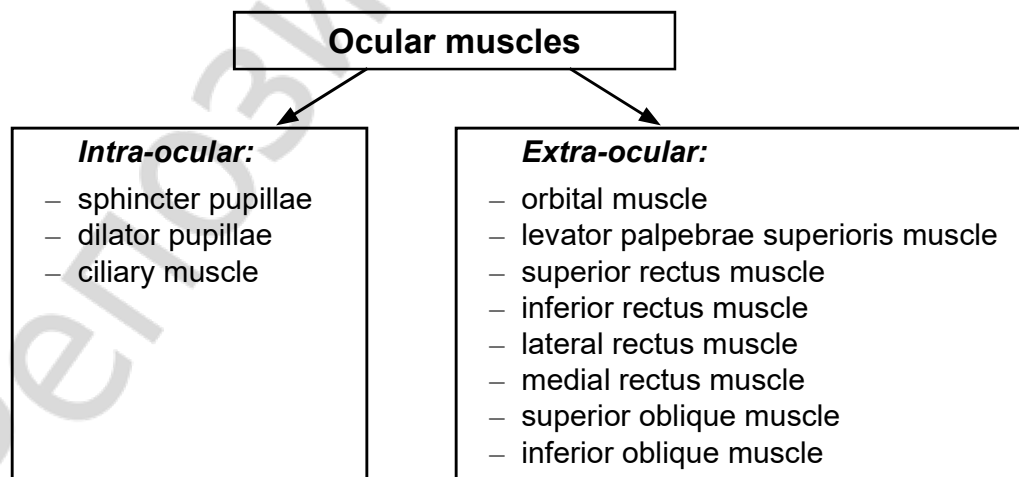 Ocular muscles
Intra-ocular:
– sphincter pupillae
– dilator pupillae
– ciliary muscle
Extra-ocular:
– orbital muscle
– levator palpebrae superioris muscle
– superior rectus muscle
– inferior rectus muscle
– lateral rectus muscle
– medial rectus muscle
– superior oblique muscle
– inferior oblique muscle